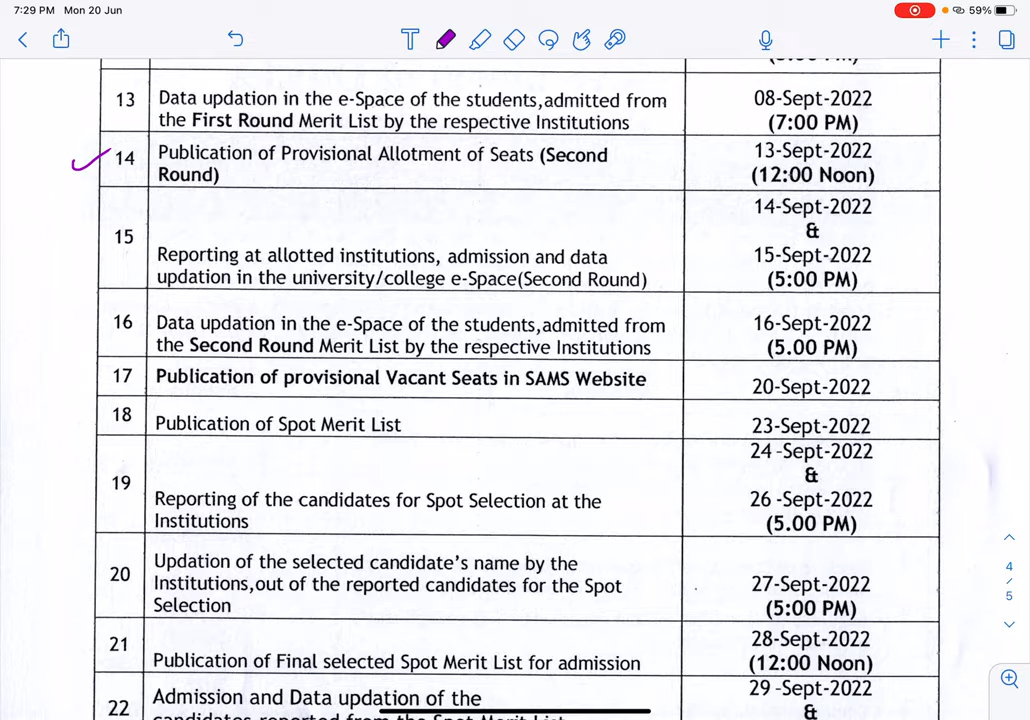 7:29 PM Mon 20 Jun
59%
T
13 Data updation in the e-Space of the students,admitted from
the First Round Merit List by the respective Institutions
08-Sept-2022
(7:00 PM)
14 Publication of Provisional Allotment of Seats (Second
Round)
13-Sept-2022
(12:00 Noon)
15 Reporting at allotted institutions, admission and data
updation in the university/college e-Space(Second Round)
14-Sept-2022
&
15-Sept-2022
(5:00 PM)
16 Data updation in the e-Space of the students,admitted from
the Second Round Merit List by the respective Institutions
16-Sept-2022
(5.00 PM)
17 Publication of provisional Vacant Seats in SAMS Website
20-Sept-2022
18 Publication of Spot Merit List
23-Sept-2022
19 Reporting of the candidates for Spot Selection at the
Institutions
24 -Sept-2022
&
26 -Sept-2022
(5.00 PM)
20 Updation of the selected candidate's name by the
Institutions,out of the reported candidates for the Spot
Selection
27-Sept-2022
(5:00 PM)
21 Publication of Final selected Spot Merit List for admission
28-Sept-2022
(12:00 Noon)
22 Admission and Data updation of the
candidates reported from the Spot Merit List
29 -Sept-2022
&
4
/
5